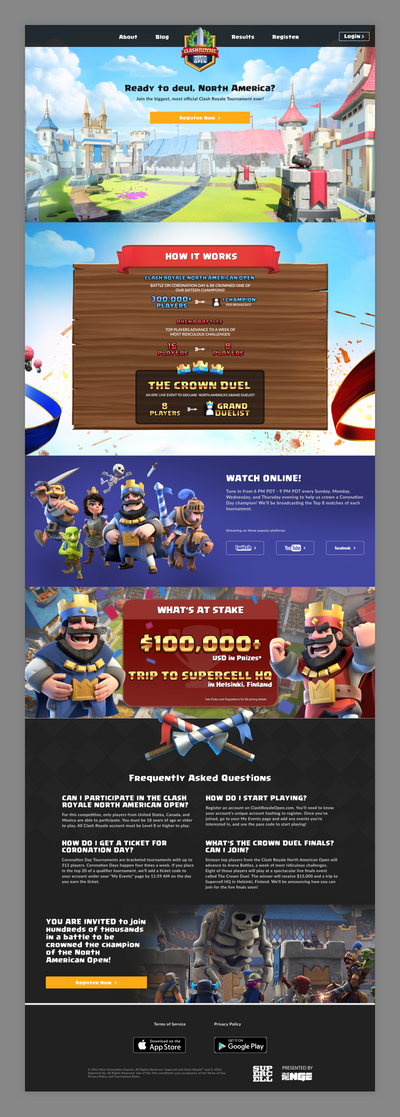 About
Blog
CLASH ROYALE
NORTH AMERICAN
OPEN
Results
Register
Login >
Ready to deul, North America?
Join the biggest, most official Clash Royale Tournament ever!
Register Now >
HOW IT WORKS
CLASH ROYALE NORTH AMERICAN OPEN
BATTLE ON CORONATION DAY & BE CROWNED ONE OF
OUR SIXTEEN CHAMPIONS!
300,000+
PLAYERS
1 CHAMPION
ARENA BATTLES
TOP PLAYERS ADVANCE TO A WEEK OF
MOST RIDICULOUS CHALLENGES!
16
PLAYERS
8
PLAYERS
THE CROWN DUEL
AN EPIC LIVE EVENT TO DECLARE NORTH AMERICA'S GRAND DUELIST!
8
PLAYERS
GRAND
DUELIST
WATCH ONLINE!
Tune in from 6 PM PDT - 9 PM PDT every Sunday, Monday,
Wednesday, and Thursday evening to help us crown a Coronation
Day champion! We'll be broadcasting the Top 8 matches of each
tournament.
Streaming on these popular platforms:
twitch >
YouTube >
facebook >
WHAT'S AT STAKE
$100,000+
USD in Prizes*
TRIP TO SUPERCELL HQ
in Helsinki, Finland
Frequently Asked Questions
CAN I PARTICIPATE IN THE CLASH
ROYALE NORTH AMERICAN OPEN?
For this competition, only players from United States, Canada, and
Mexico are able to participate. You must be 18 years of age or older
to play. All Clash Royale account must be Level 8 or higher to play.
HOW DO I START PLAYING?
Register an account on ClashRoyaleOpen.com. You'll need to know
your account's unique account hashtag to register. Once you've
joined, go to your My Events page and add any events you're
interested in, and use the pass code to start playing!
HOW DO I GET A TICKET FOR
CORONATION DAY?
Coronation Day Tournaments are bracketed tournaments with up to
512 players. Coronation Days happen four times a week. If you place
in the top 20 of a qualifier tournament, we'll add a ticket code to
your account under your "My Events" page by 11:59 AM on the day
you earn the ticket.
WHAT'S THE CROWN DUEL FINALS?
CAN I JOIN?
Sixteen top players from the Clash Royale North American Open will
advance to Arena Battles, a week of most ridiculous challenges.
Eight of those players will play at a spectacular live finals event
called The Crown Duel. The winner will receive $15,000 and a trip to
Supercell HQ in Helsinki, Finland. We'll be announcing how you can
join for the live finals soon!
YOU ARE INVITED to join
hundreds of thousands
in a battle to be
crowned the champion
of the North
American Open!
Register Now >
Terms of Service
Privacy Policy
Download on the
App Store
GET IT ON
Google Play
SUPERCELL
PRESENTED BY
NGE